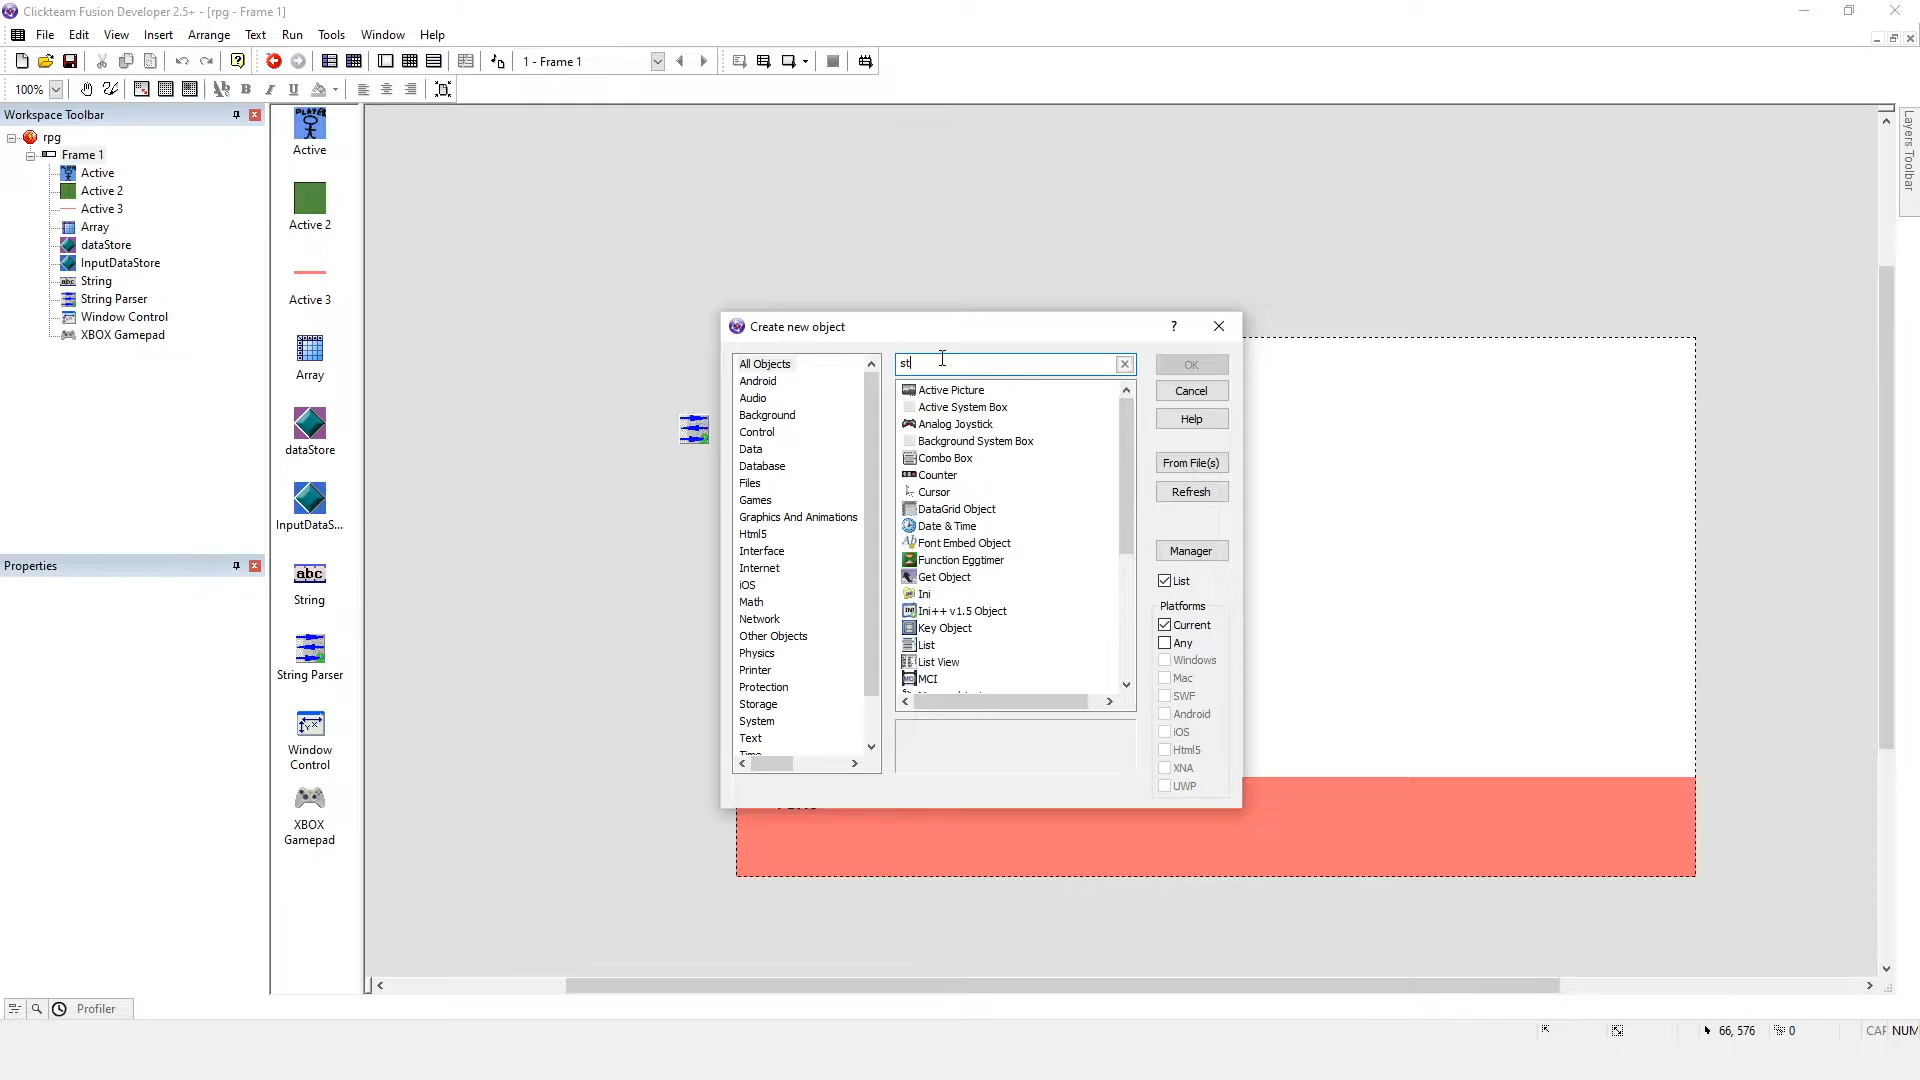 Clickteam Fusion Developer 2.5+ - [rpg - Frame 1]
File Edit View Insert Arrange Text Run Tools Window Help
1 - Frame 1
100%
Workspace Toolbar
rpg
Frame 1
Active
Active 2
Active 3
Array
dataStore
InputDataStore
String
String Parser
Window Control
XBOX Gamepad
Properties
PLAYER
Active
Active 2
Active 3
Array
dataStore
InputDataS...
abc
String
String Parser
Window
Control
XBOX
Gamepad
Layers Toolbar
Create new object
?
All Objects
Android
Audio
Background
Control
Data
Database
Files
Games
Graphics And Animations
Html5
Interface
Internet
iOS
Math
Network
Other Objects
Physics
Printer
Protection
Storage
System
Text
st
Active Picture
Active System Box
Analog Joystick
Background System Box
Combo Box
Counter
Cursor
DataGrid Object
Date & Time
Font Embed Object
Function Eggtimer
Get Object
Ini
Ini++ v1.5 Object
Key Object
List
List View
MCI
OK
Cancel
Help
From File(s)
Refresh
Manager
List
Platforms
Current
Any
Windows
Mac
SWF
Android
iOS
Html5
XNA
UWP
Profiler
66, 576
0
CAP NUM